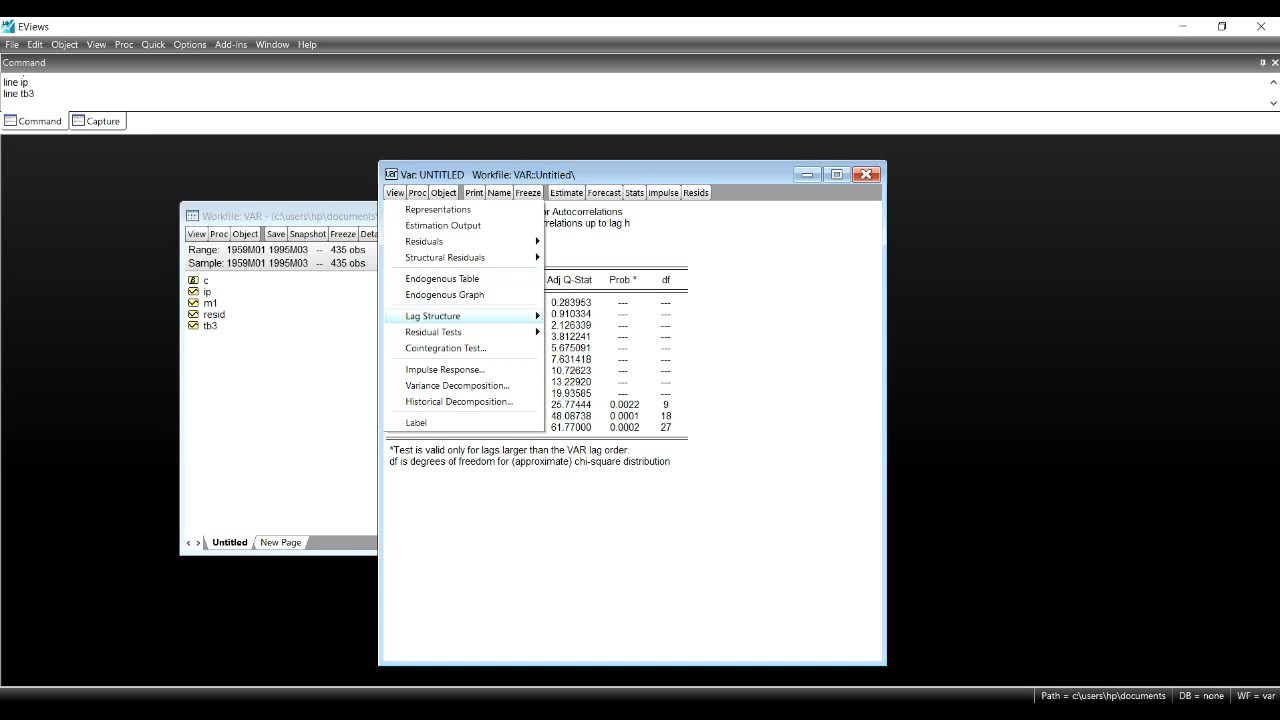 EViews
File Edit Object View Proc Quick Options Add-ins Window Help
Command
line ip
line tb3
Command Capture
Var: UNTITLED Workfile: VAR::Untitled\
View Proc Object Print Name Freeze Estimate Forecast Stats Impulse Resids
Representations
Estimation Output
Residuals
Structural Residuals
Endogenous Table
Endogenous Graph
Lag Structure
Residual Tests
Cointegration Test...
Impulse Response...
Variance Decomposition...
Historical Decomposition...
Label
or Autocorrelations
relations up to lag h
Adj Q-Stat Prob.* df
0.283953 --- ---
0.910334 --- ---
2.126339 --- ---
3.812241 --- ---
5.675091 --- ---
7.631418 --- ---
10.72623 --- ---
13.22920 --- ---
19.93585 --- ---
25.77444 0.0022 9
48.08738 0.0001 18
61.77000 0.0002 27
*Test is valid only for lags larger than the VAR lag order.
df is degrees of freedom for (approximate) chi-square distribution
Workfile: VAR - (c:\users\hp\documents\
View Proc Object Save Snapshot Freeze Deta
Range: 1959M01 1995M03 -- 435 obs
Sample: 1959M01 1995M03 -- 435 obs
c
ip
m1
resid
tb3
Untitled New Page
Path = c:\users\hp\documents DB = none WF = var